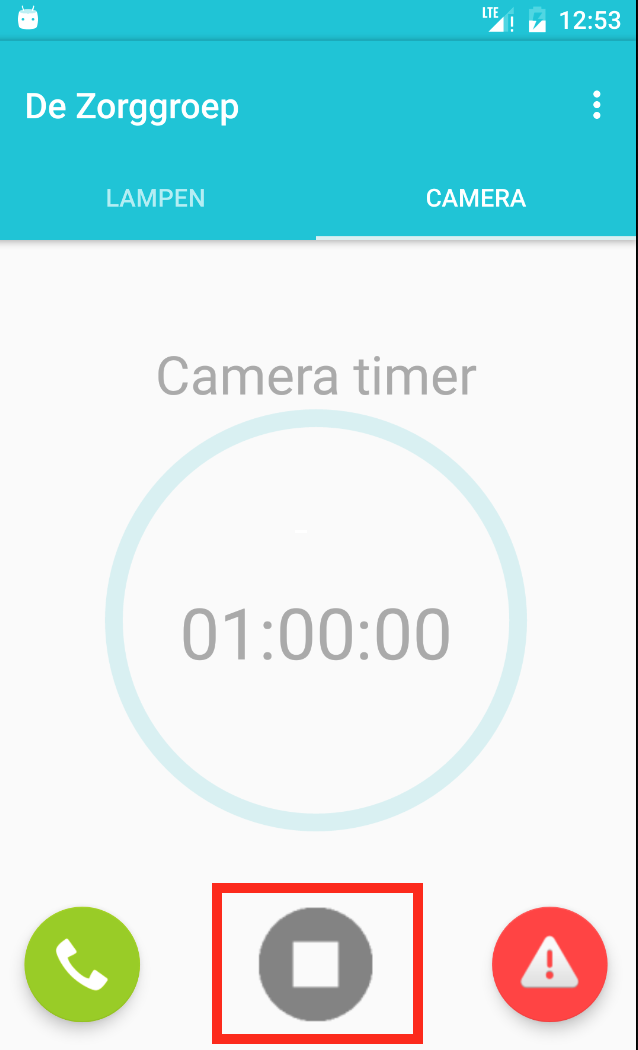 LTE 12:53
De Zorggroep
LAMPEN CAMERA
Camera timer
01:00:00